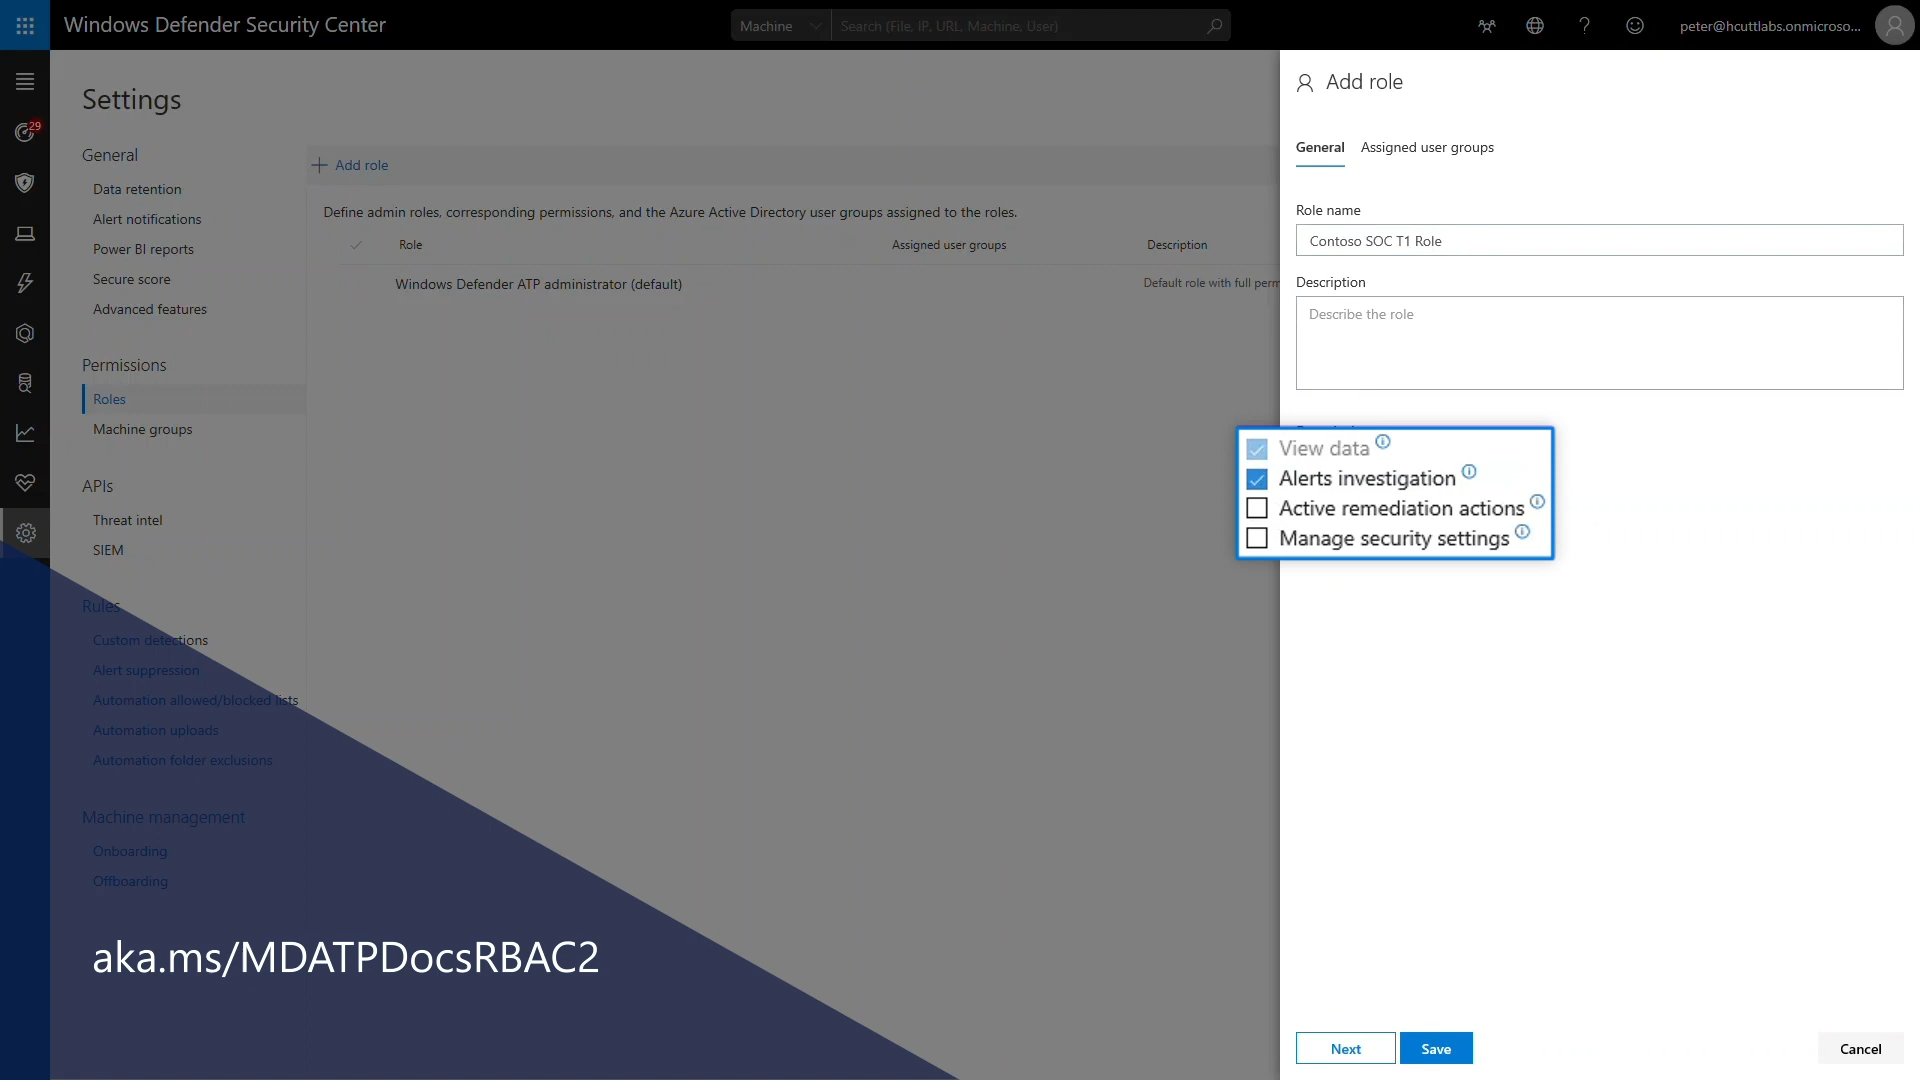 Windows Defender Security Center
Machine
Search (File, IP, URL, Machine, User)
peter@hcuttlabs.onmicroso...
29
Settings
General
Data retention
Alert notifications
Power BI reports
Secure score
Advanced features
Permissions
Roles
Machine groups
APIs
Threat intel
SIEM
Rules
Custom detections
Alert suppression
Automation allowed/blocked lists
Automation uploads
Automation folder exclusions
Machine management
Onboarding
Offboarding
aka.ms/MDATPDocsRBAC2
Add role
Define admin roles, corresponding permissions, and the Azure Active Directory user groups assigned to the roles.
Role Assigned user groups Description
Windows Defender ATP administrator (default) Default role with full perm
Add role
General Assigned user groups
Role name
Contoso SOC T1 Role
Description
Describe the role
View data
Alerts investigation
Active remediation actions
Manage security settings
Next Save Cancel